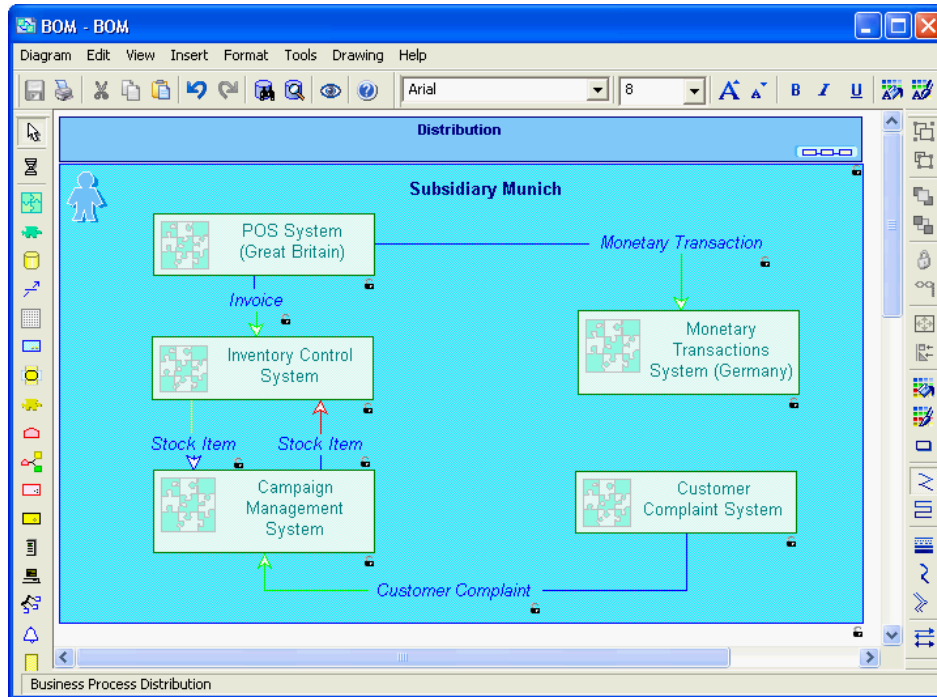 BOM - BOM
Diagram Edit View Insert Format Tools Drawing Help
Arial 8 A A B I U
Distribution
Subsidiary Munich
POS System
(Great Britain)
Monetary Transaction
Invoice
Inventory Control
System
Monetary
Transactions
System (Germany)
Stock Item Stock Item
Campaign
Management
System
Customer
Complaint System
Customer Complaint
Business Process Distribution